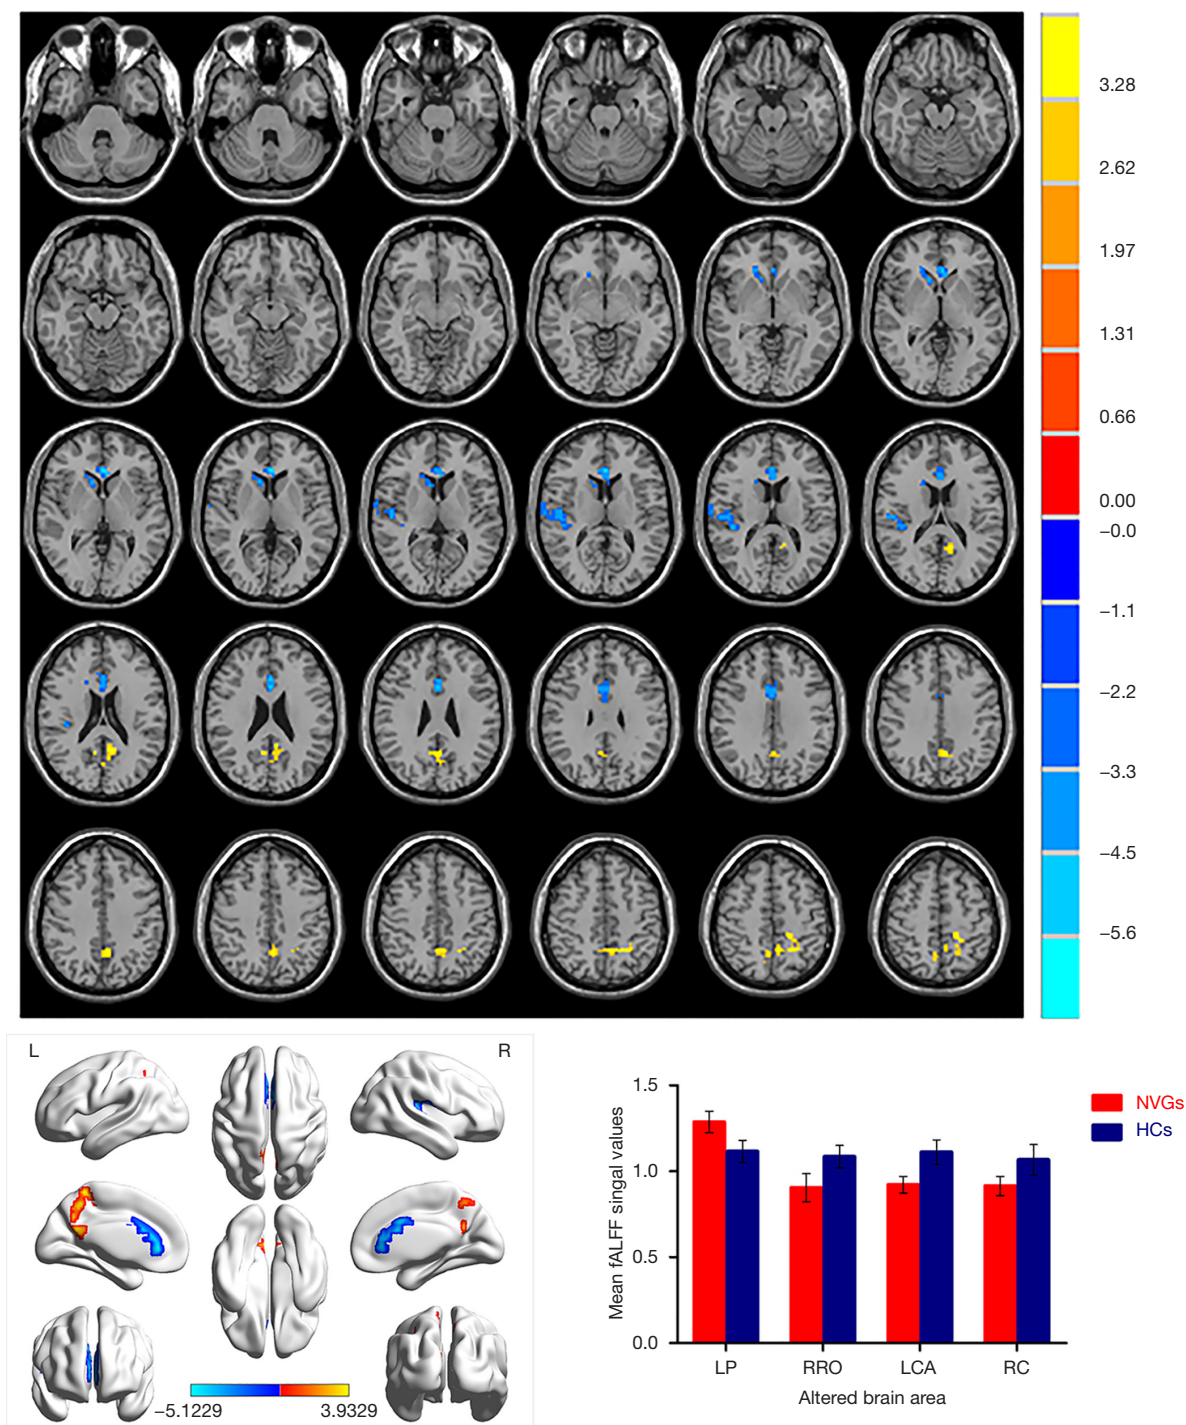 3.28
2.62
1.97
1.31
0.66
0.00
−0.0
−1.1
−2.2
−3.3
−4.5
−5.6
L
R
−5.1229
3.9329
Mean fALFF singal values
1.5
1.0
0.5
0.0
LP
RRO
LCA
RC
Altered brain area
NVGs
HCs